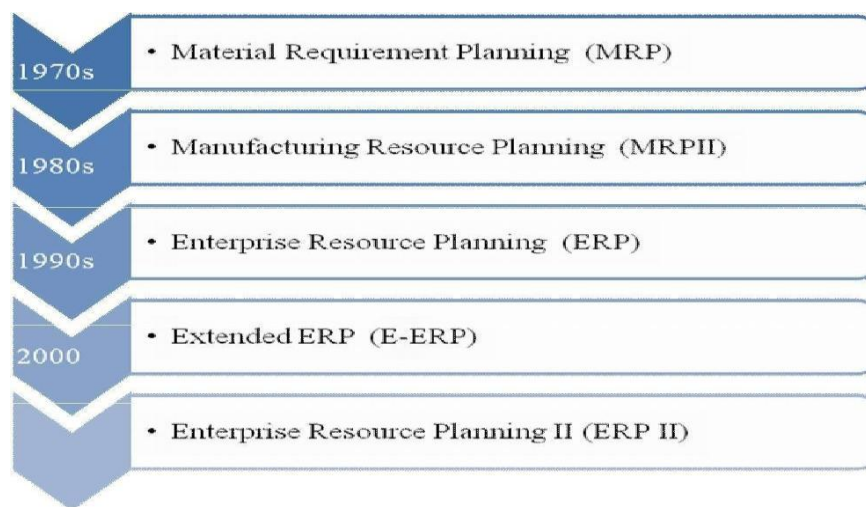 1970s
• Material Requirement Planning (MRP)
1980s
• Manufacturing Resource Planning (MRPII)
1990s
• Enterprise Resource Planning (ERP)
2000
• Extended ERP (E-ERP)
• Enterprise Resource Planning II (ERP II)